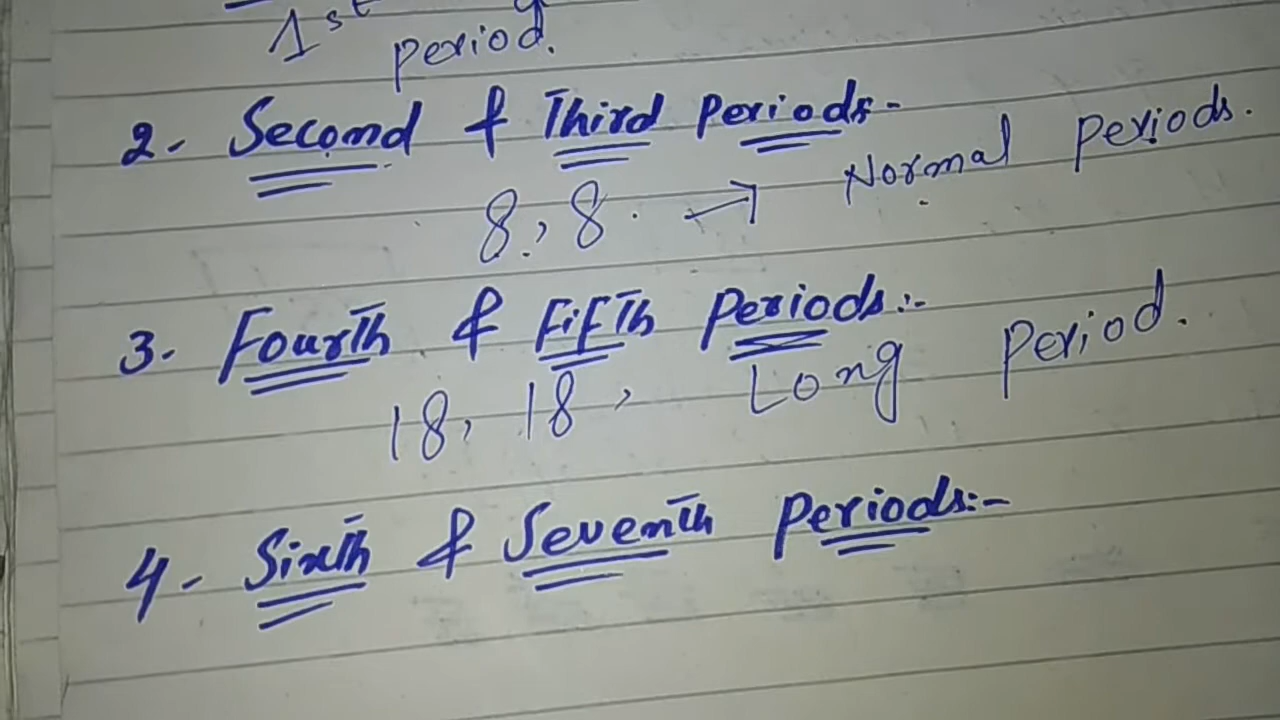 1st
period.
2- Second & Third Periods:-
8, 8. → Normal Periods.
3- Fourth & Fifth Periods:-
18, 18, Long Period.
4- Sixth & Seventh Periods:-